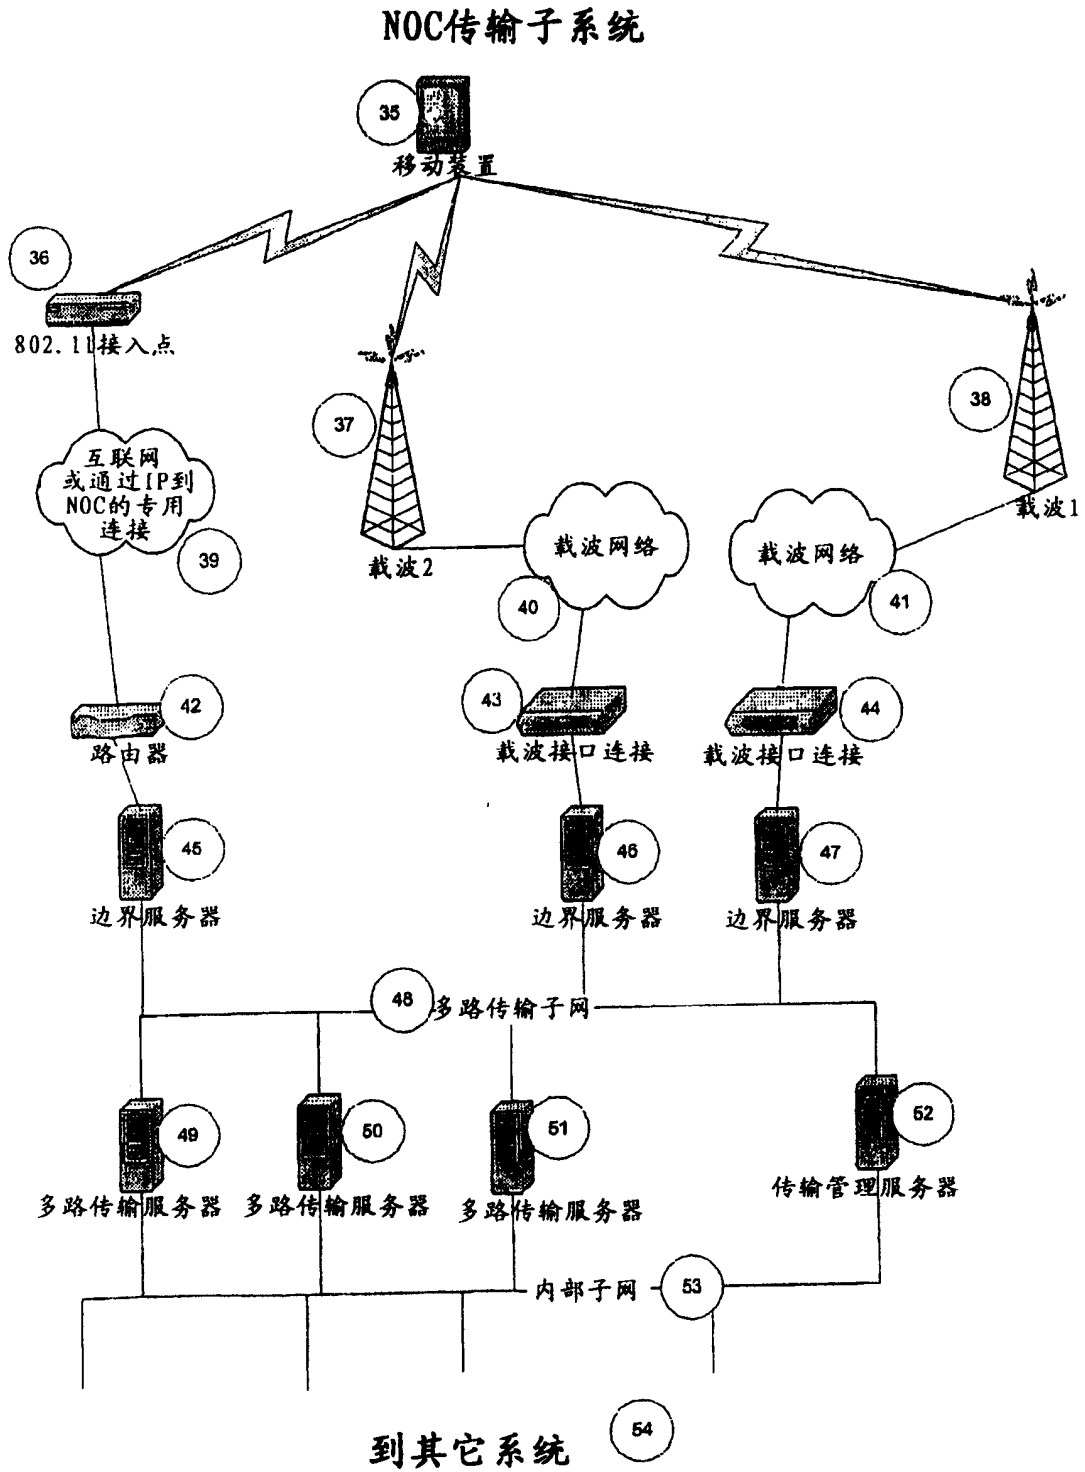 NOC传输子系统
35
移动装置
36
802.11接入点
37
38
互联网
或通过IP到
NOC的专用
连接
39
载波2
载波网络
40
载波网络
41
载波1
42
路由器
43
载波接口连接
44
载波接口连接
45
边界服务器
46
边界服务器
47
边界服务器
48
多路传输子网
49
多路传输服务器
50
多路传输服务器
51
多路传输服务器
52
传输管理服务器
内部子网
53
到其它系统
54